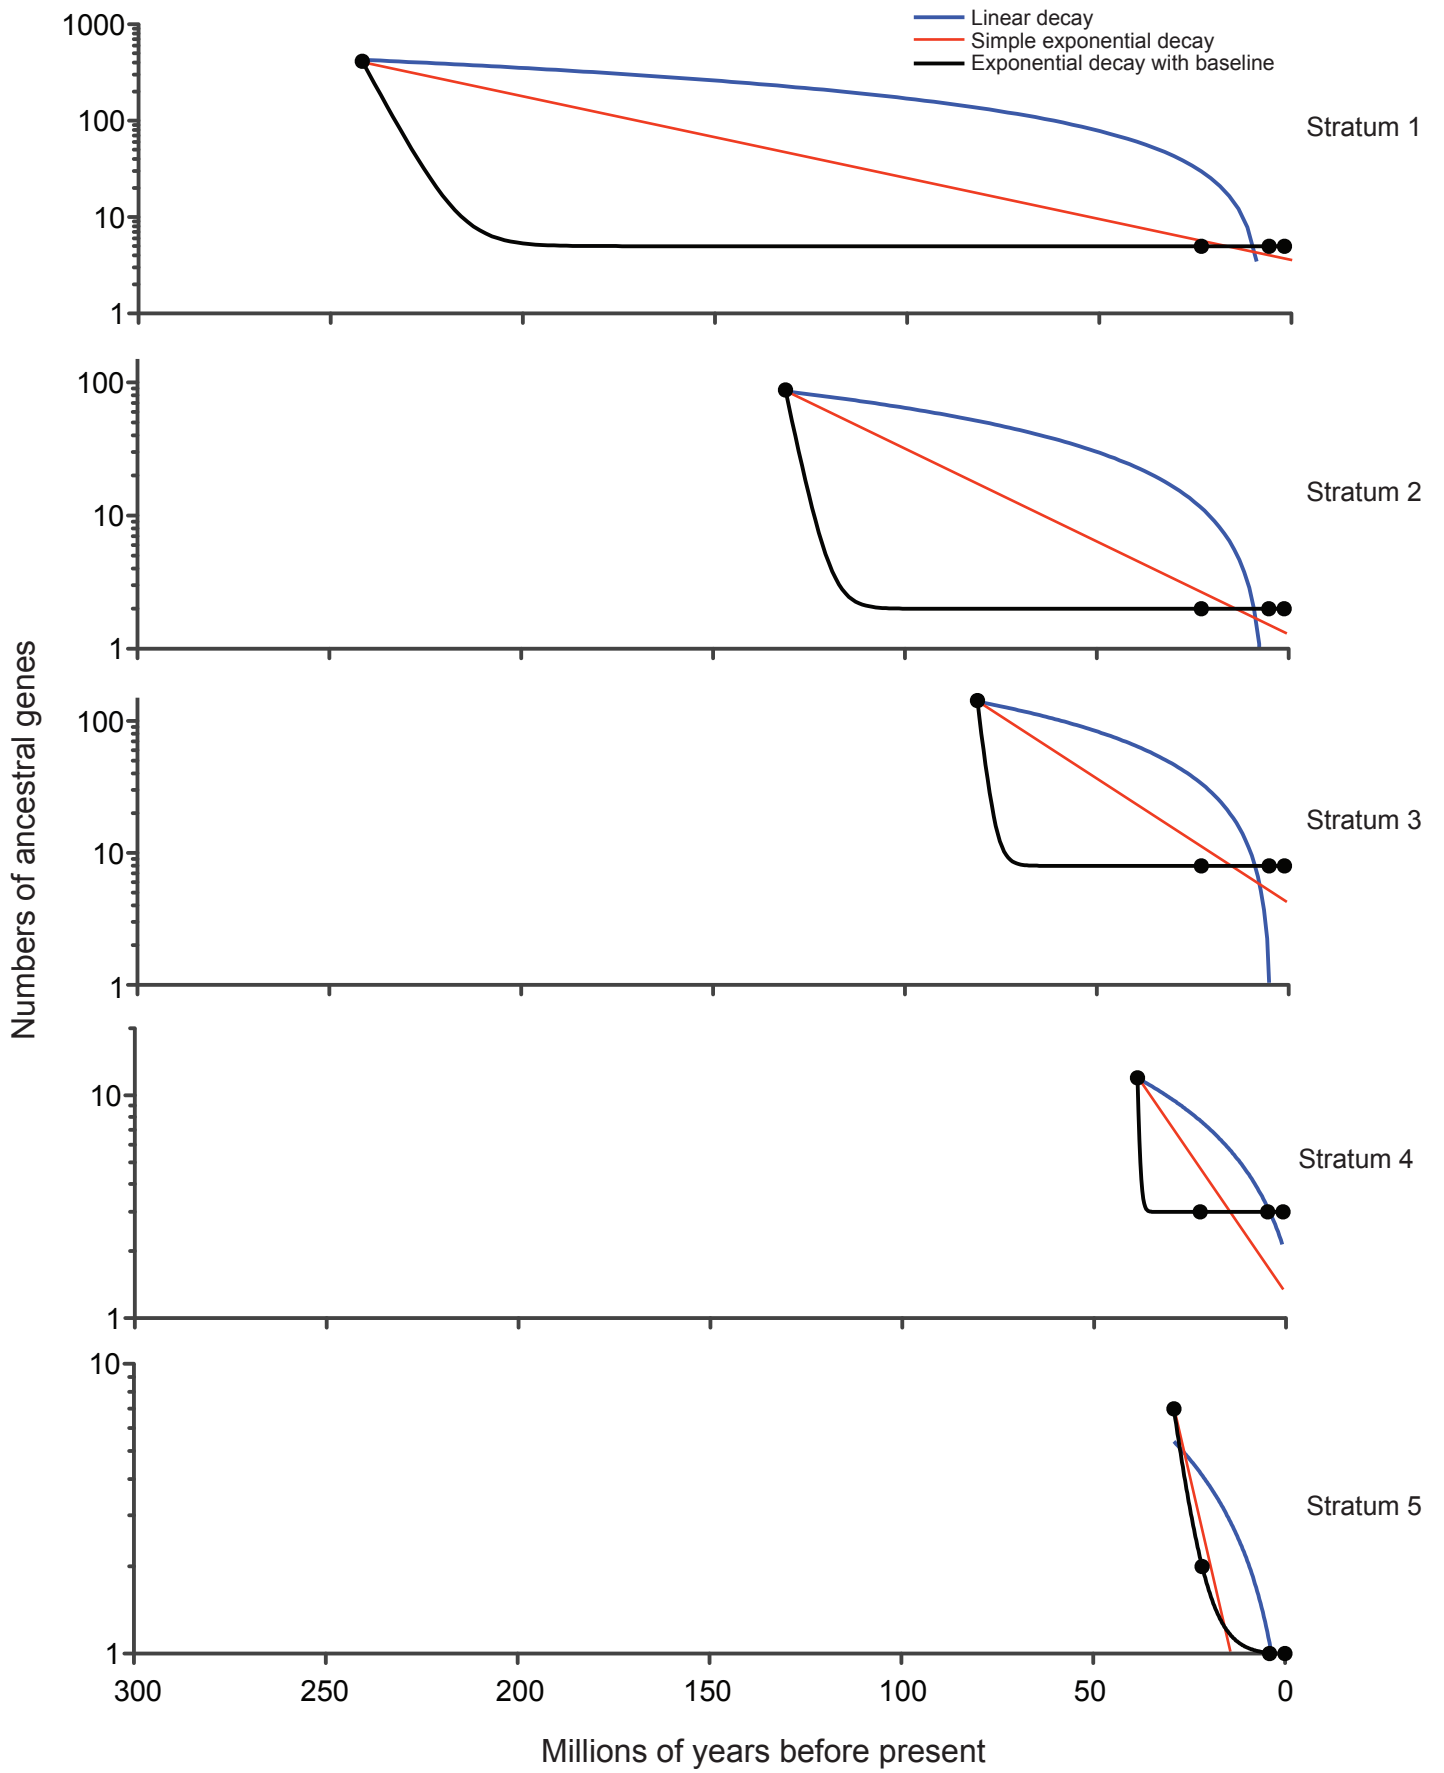 Linear decay
Simple exponential decay
Exponential decay with baseline
1000
100
10
1
Stratum 1
100
10
1
Stratum 2
100
10
1
Stratum 3
10
1
Stratum 4
10
1
Stratum 5
300 250 200 150 100 50 0
Numbers of ancestral genes
Millions of years before present